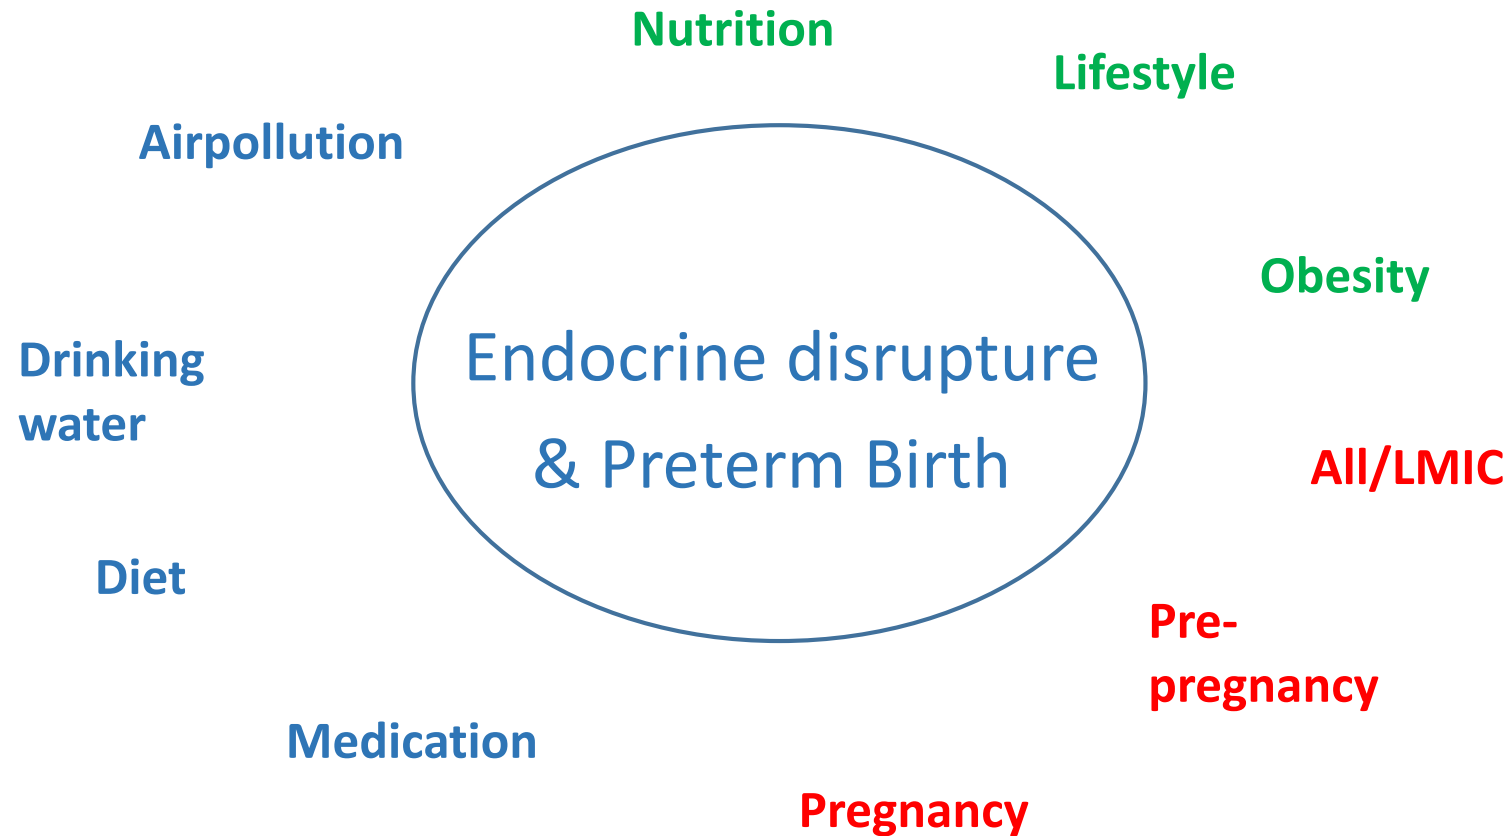 Nutrition
Lifestyle
Airpollution
Obesity
Endocrine disrupture
& Preterm Birth
Drinking
water
All/LMIC
Diet
Pre-
pregnancy
Medication
Pregnancy